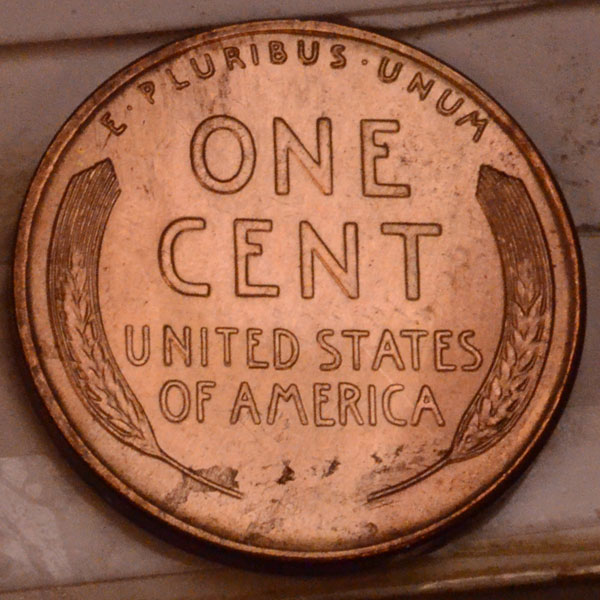 E · PLURIBUS · UNUM
ONE
CENT
UNITED STATES
OF AMERICA